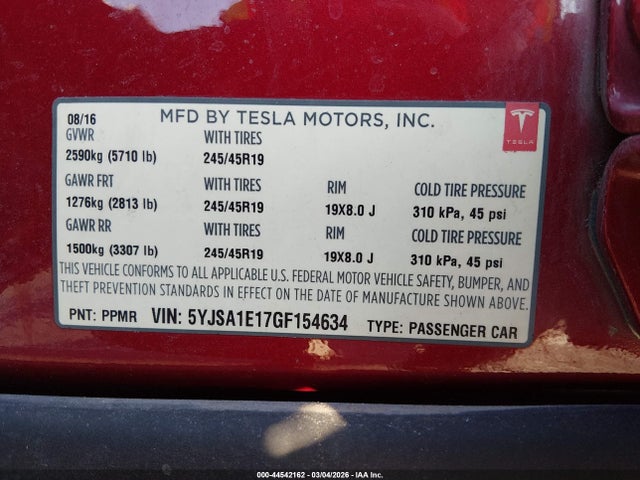 08/16
MFD BY TESLA MOTORS, INC.
TESLA
GVWR WITH TIRES
2590kg (5710 lb) 245/45R19
GAWR FRT WITH TIRES RIM COLD TIRE PRESSURE
1276kg (2813 lb) 245/45R19 19X8.0 J 310 kPa, 45 psi
GAWR RR WITH TIRES RIM COLD TIRE PRESSURE
1500kg (3307 lb) 245/45R19 19X8.0 J 310 kPa, 45 psi
THIS VEHICLE CONFORMS TO ALL APPLICABLE U.S. FEDERAL MOTOR VEHICLE SAFETY, BUMPER, AND
THEFT PREVENTION STANDARDS IN EFFECT ON THE DATE OF MANUFACTURE SHOWN ABOVE.
PNT: PPMR VIN: 5YJSA1E17GF154634 TYPE: PASSENGER CAR
000-44542162 - 03/04/2026 - IAA Inc.